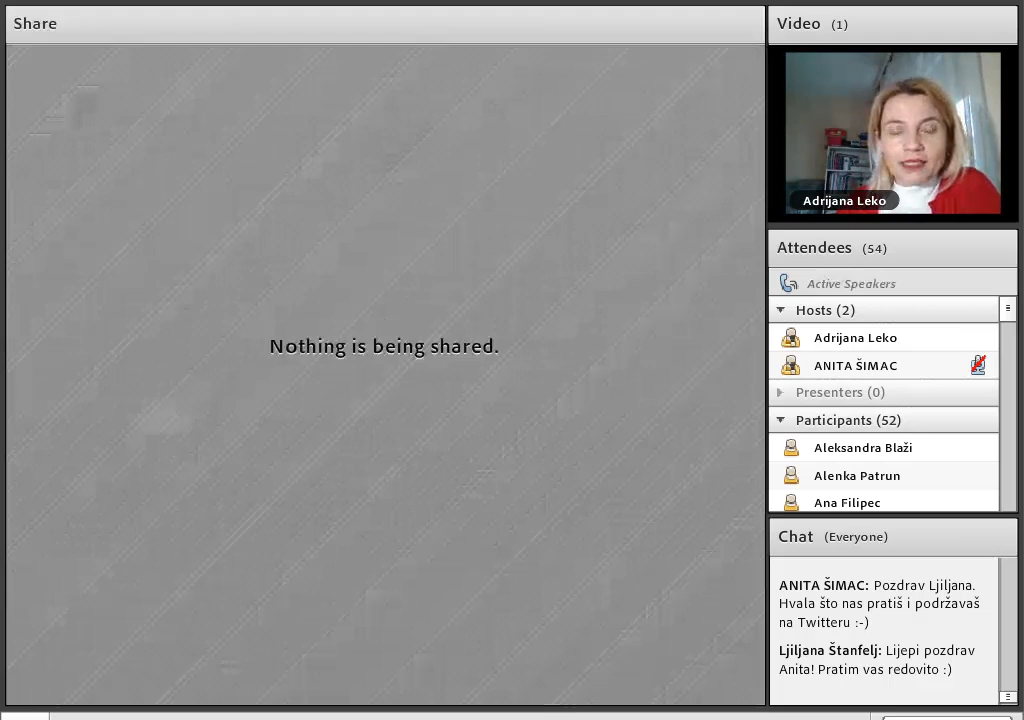 Share
Nothing is being shared.
Video (1)
Adrijana Leko
Attendees (54)
Active Speakers
Hosts (2)
Adrijana Leko
ANITA ŠIMAC
Presenters (0)
Participants (52)
Aleksandra Blaži
Alenka Patrun
Ana Filipec
Chat (Everyone)
ANITA ŠIMAC: Pozdrav Ljiljana.
Hvala što nas pratiš i podržavaš
na Twitteru :-)
Ljiljana Štanfelj: Lijepi pozdrav
Anita! Pratim vas redovito :)